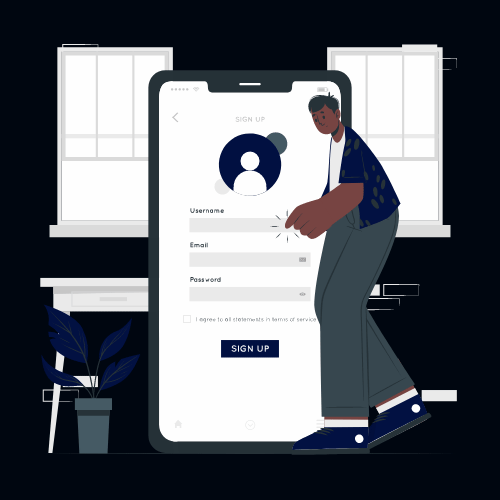 SIGN UP
Username
Email
Password
I agree to all statements in terms of service
SIGN UP